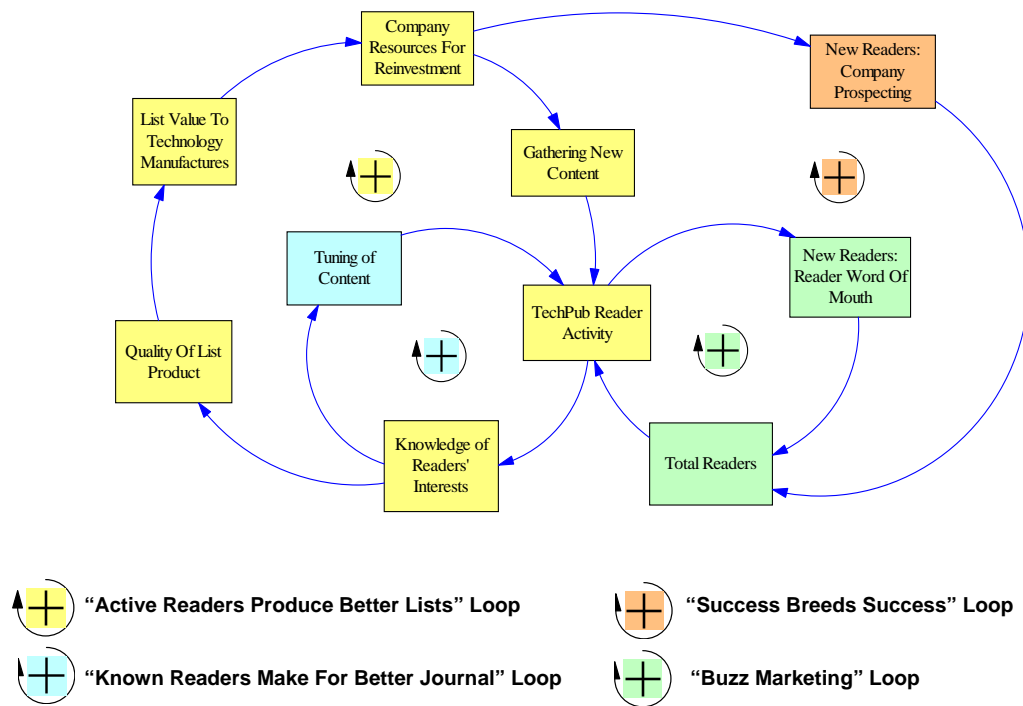 Company
Resources For
Reinvestment
New Readers:
Company
Prospecting
List Value To
Technology
Manufactures
Gathering New
Content
Tuning of
Content
New Readers:
Reader Word Of
Mouth
TechPub Reader
Activity
Quality Of List
Product
Knowledge of
Readers'
Interests
Total Readers
“Active Readers Produce Better Lists” Loop
“Success Breeds Success” Loop
“Known Readers Make For Better Journal” Loop
“Buzz Marketing” Loop